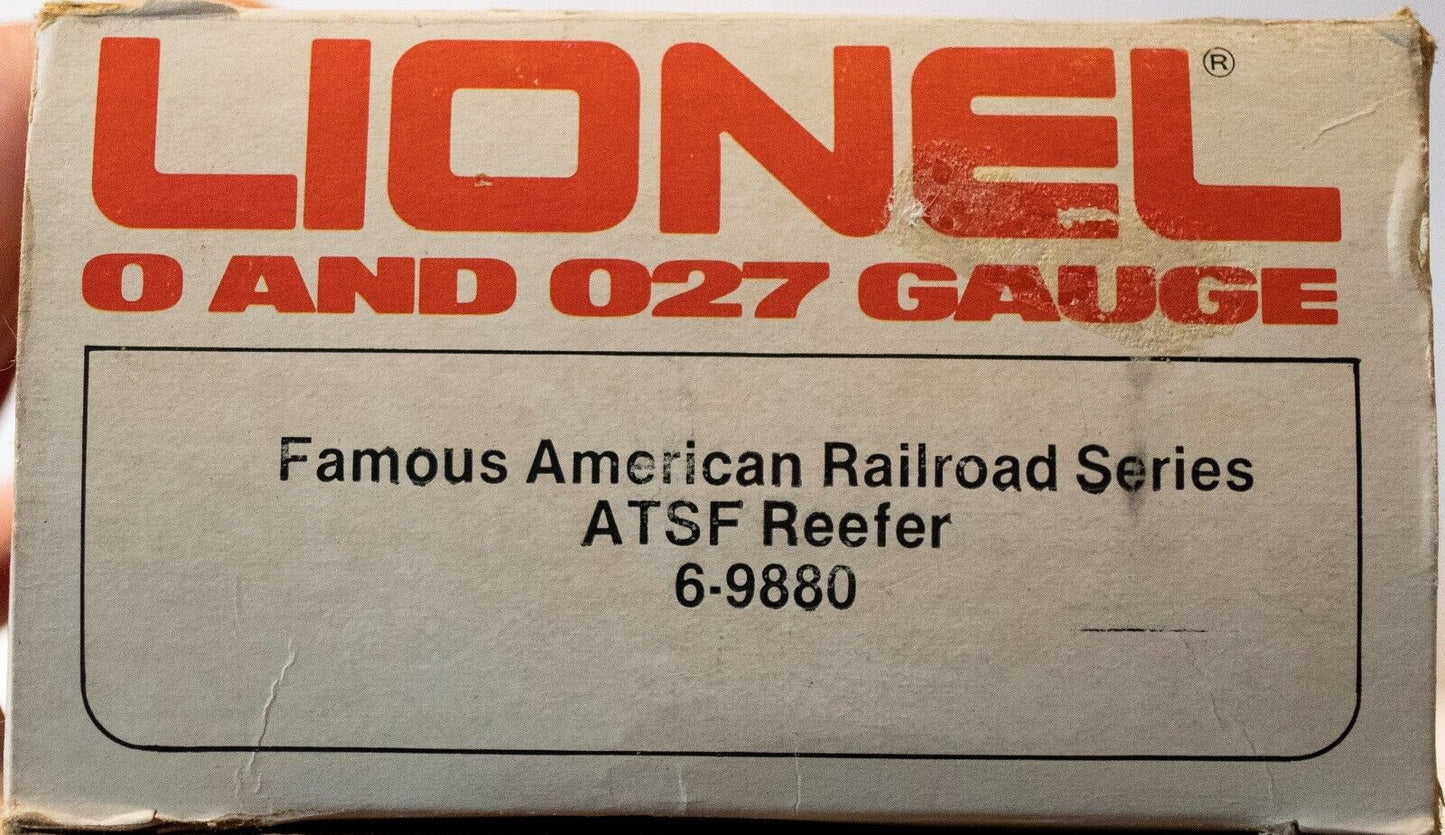 LIONEL®
O AND O27 GAUGE
Famous American Railroad Series
ATSF Reefer
6-9880